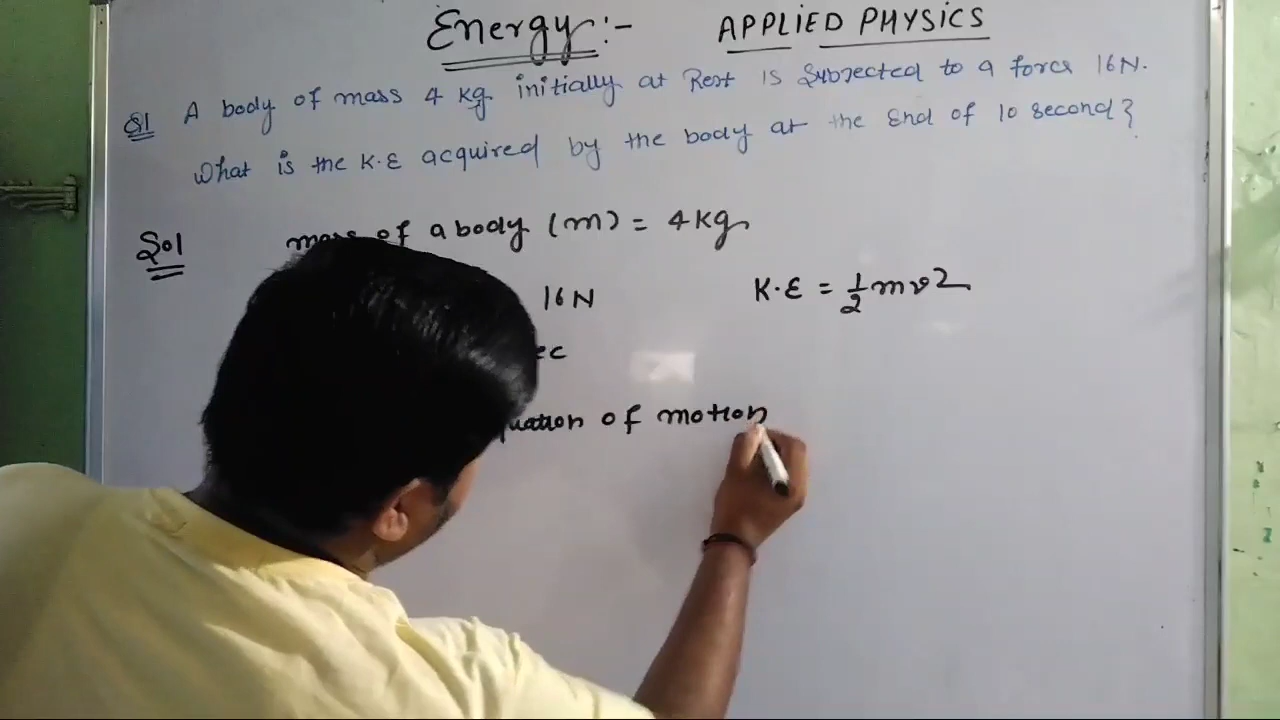 Energy:- APPLIED PHYSICS
Q1 A body of mass 4 kg initially at Rest is Subjected to a force 16N.
What is the K.E acquired by the body at the End of 10 second?
Sol mass of a body (m) = 4kg
16N K.E = 1/2 mv2
ec
of motion